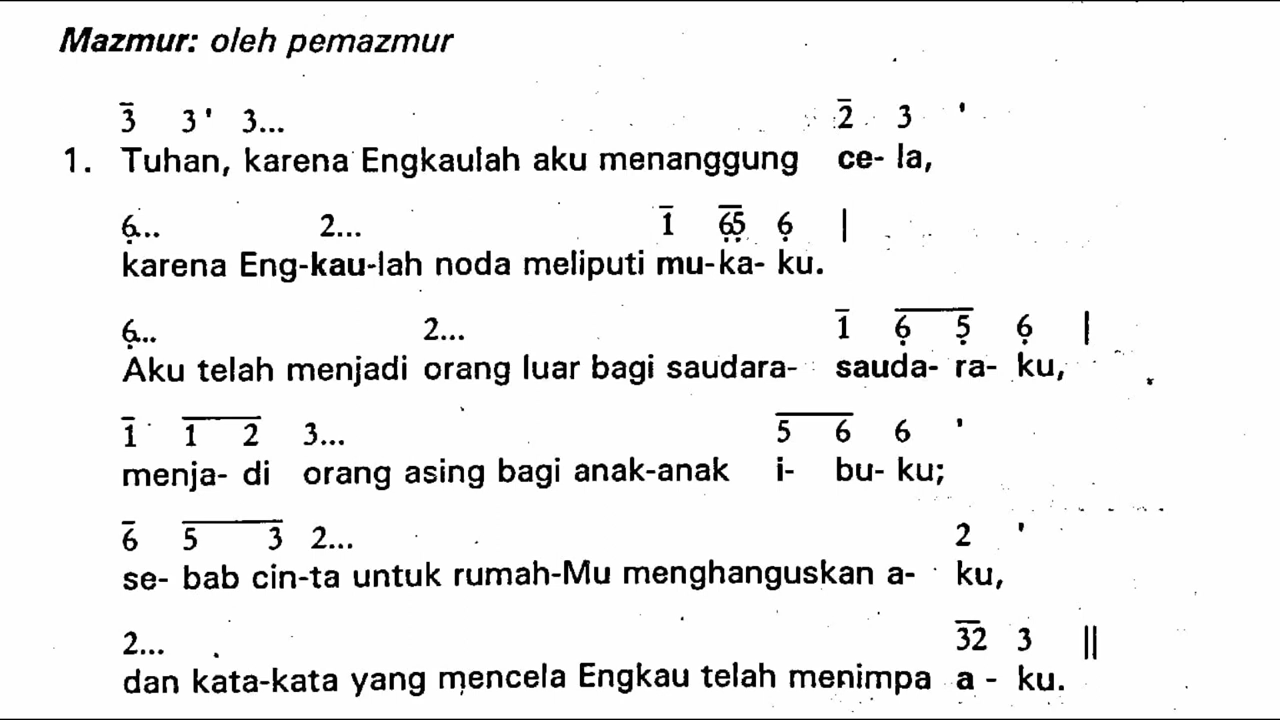 Mazmur: oleh pemazmur
3̅ 3 ' 3... 2̅ 3 '
1. Tuhan, karena Engkaulah aku menanggung ce- la,
6̣... 2... 1̅ 6̣̅5̣̅ 6̣ |
karena Eng-kau-lah noda meliputi mu-ka- ku.
6̣... 2... 1̅ 6̣̅ 5̣̅ 6̣ |
Aku telah menjadi orang luar bagi saudara- sauda- ra- ku,
1̅ 1̅ 2̅ 3... 5̅ 6̅ 6 '
menja- di orang asing bagi anak-anak i- bu- ku;
6̅ 5̅ 3̅ 2... 2 '
se- bab cin-ta untuk rumah-Mu menghanguskan a- ku,
2... 3̅2̅ 3 ||
dan kata-kata yang mencela Engkau telah menimpa a - ku.